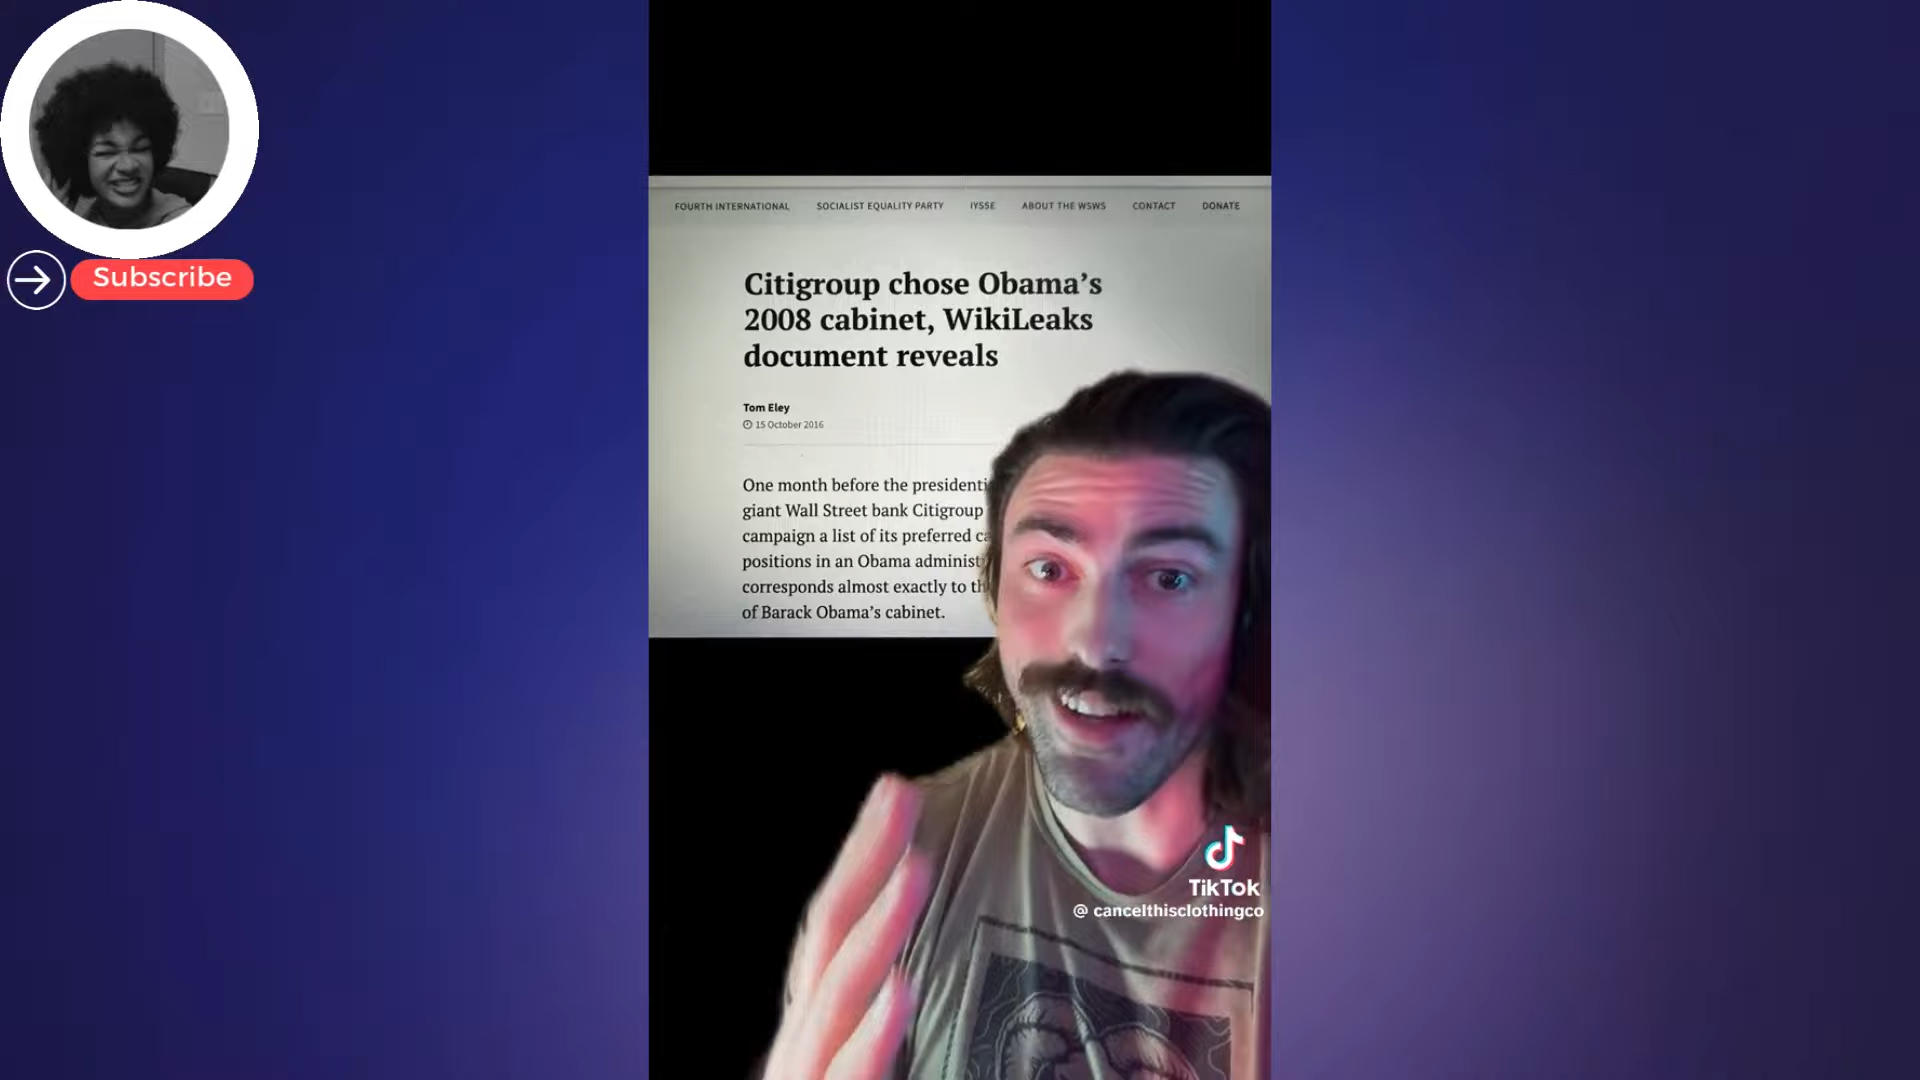 Subscribe
FOURTH INTERNATIONAL SOCIALIST EQUALITY PARTY IYSSE ABOUT THE WSWS CONTACT DONATE
Citigroup chose Obama's
2008 cabinet, WikiLeaks
document reveals
Tom Eley
15 October 2016
One month before the
giant Wall Street bank Citigroup
campaign a list of its preferred
positions in an Obama
corresponds almost exactly to
of Barack Obama's cabinet.
TikTok
@ cancelthisclothingco